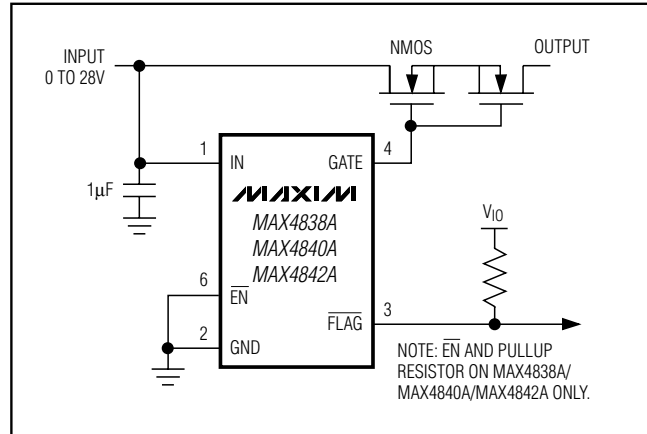 INPUT
0 TO 28V
NMOS
OUTPUT
1
IN
GATE
4
1µF
MAXIM
MAX4838A
MAX4840A
MAX4842A
VIO
6
EN
FLAG
3
2
GND
NOTE: EN AND PULLUP
RESISTOR ON MAX4838A/
MAX4840A/MAX4842A ONLY.